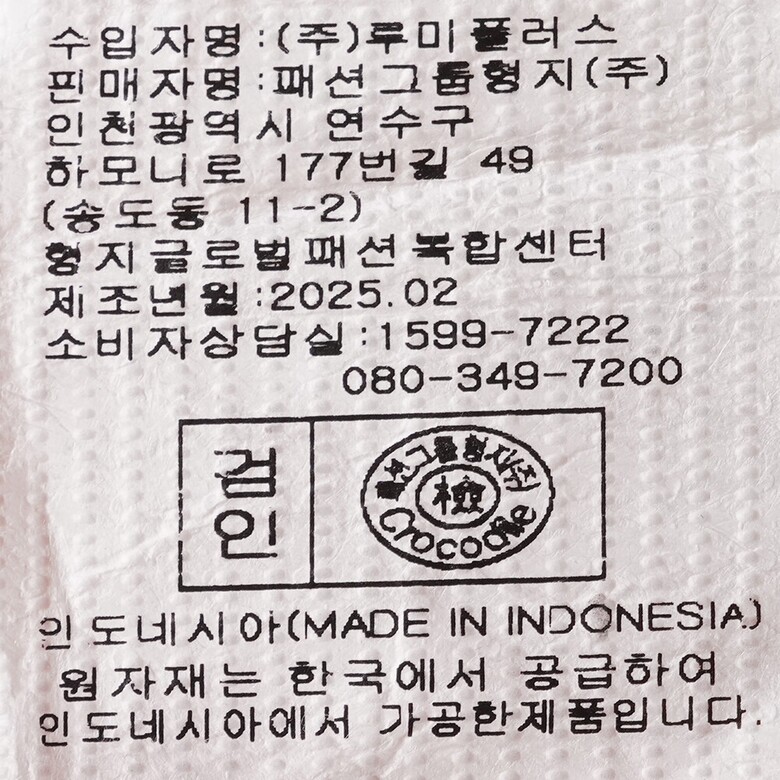 수입자명:(주)루미플러스
판매자명:패션그룹형지(주)
인천광역시 연수구
하모니로 177번길 49
(송도동 11-2)
형지글로벌패션복합센터
제조년월:2025.02
소비자상담실:1599-7222
080-349-7200
검인
패션그룹형지(주)
檢
Crocodile
인도네시아(MADE IN INDONESIA)
원자재는 한국에서 공급하여
인도네시아에서 가공한제품입니다.